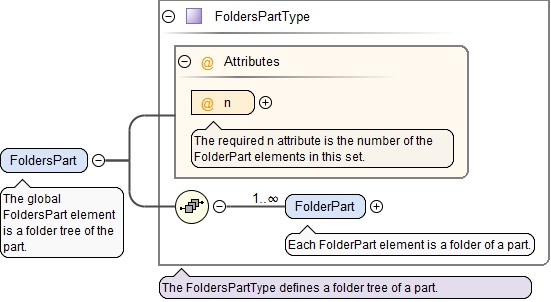 FoldersPartType
@ Attributes
@ n
The required n attribute is the number of the
FolderPart elements in this set.
FoldersPart
The global
FoldersPart element
is a folder tree of the
part.
1..∞
FolderPart
Each FolderPart element is a folder of a part.
The FoldersPartType defines a folder tree of a part.